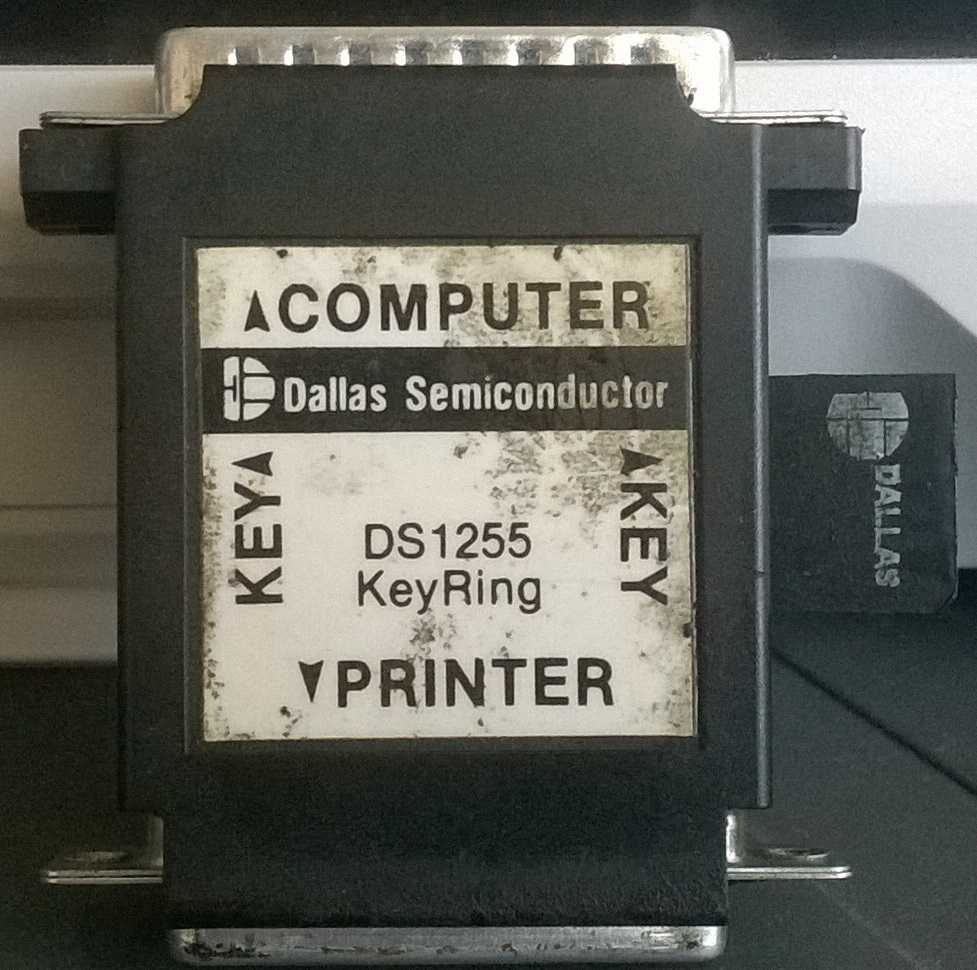 ▲COMPUTER
Dallas Semiconductor
KEY▲
▲KEY
DS1255
KeyRing
▼PRINTER
DALLAS